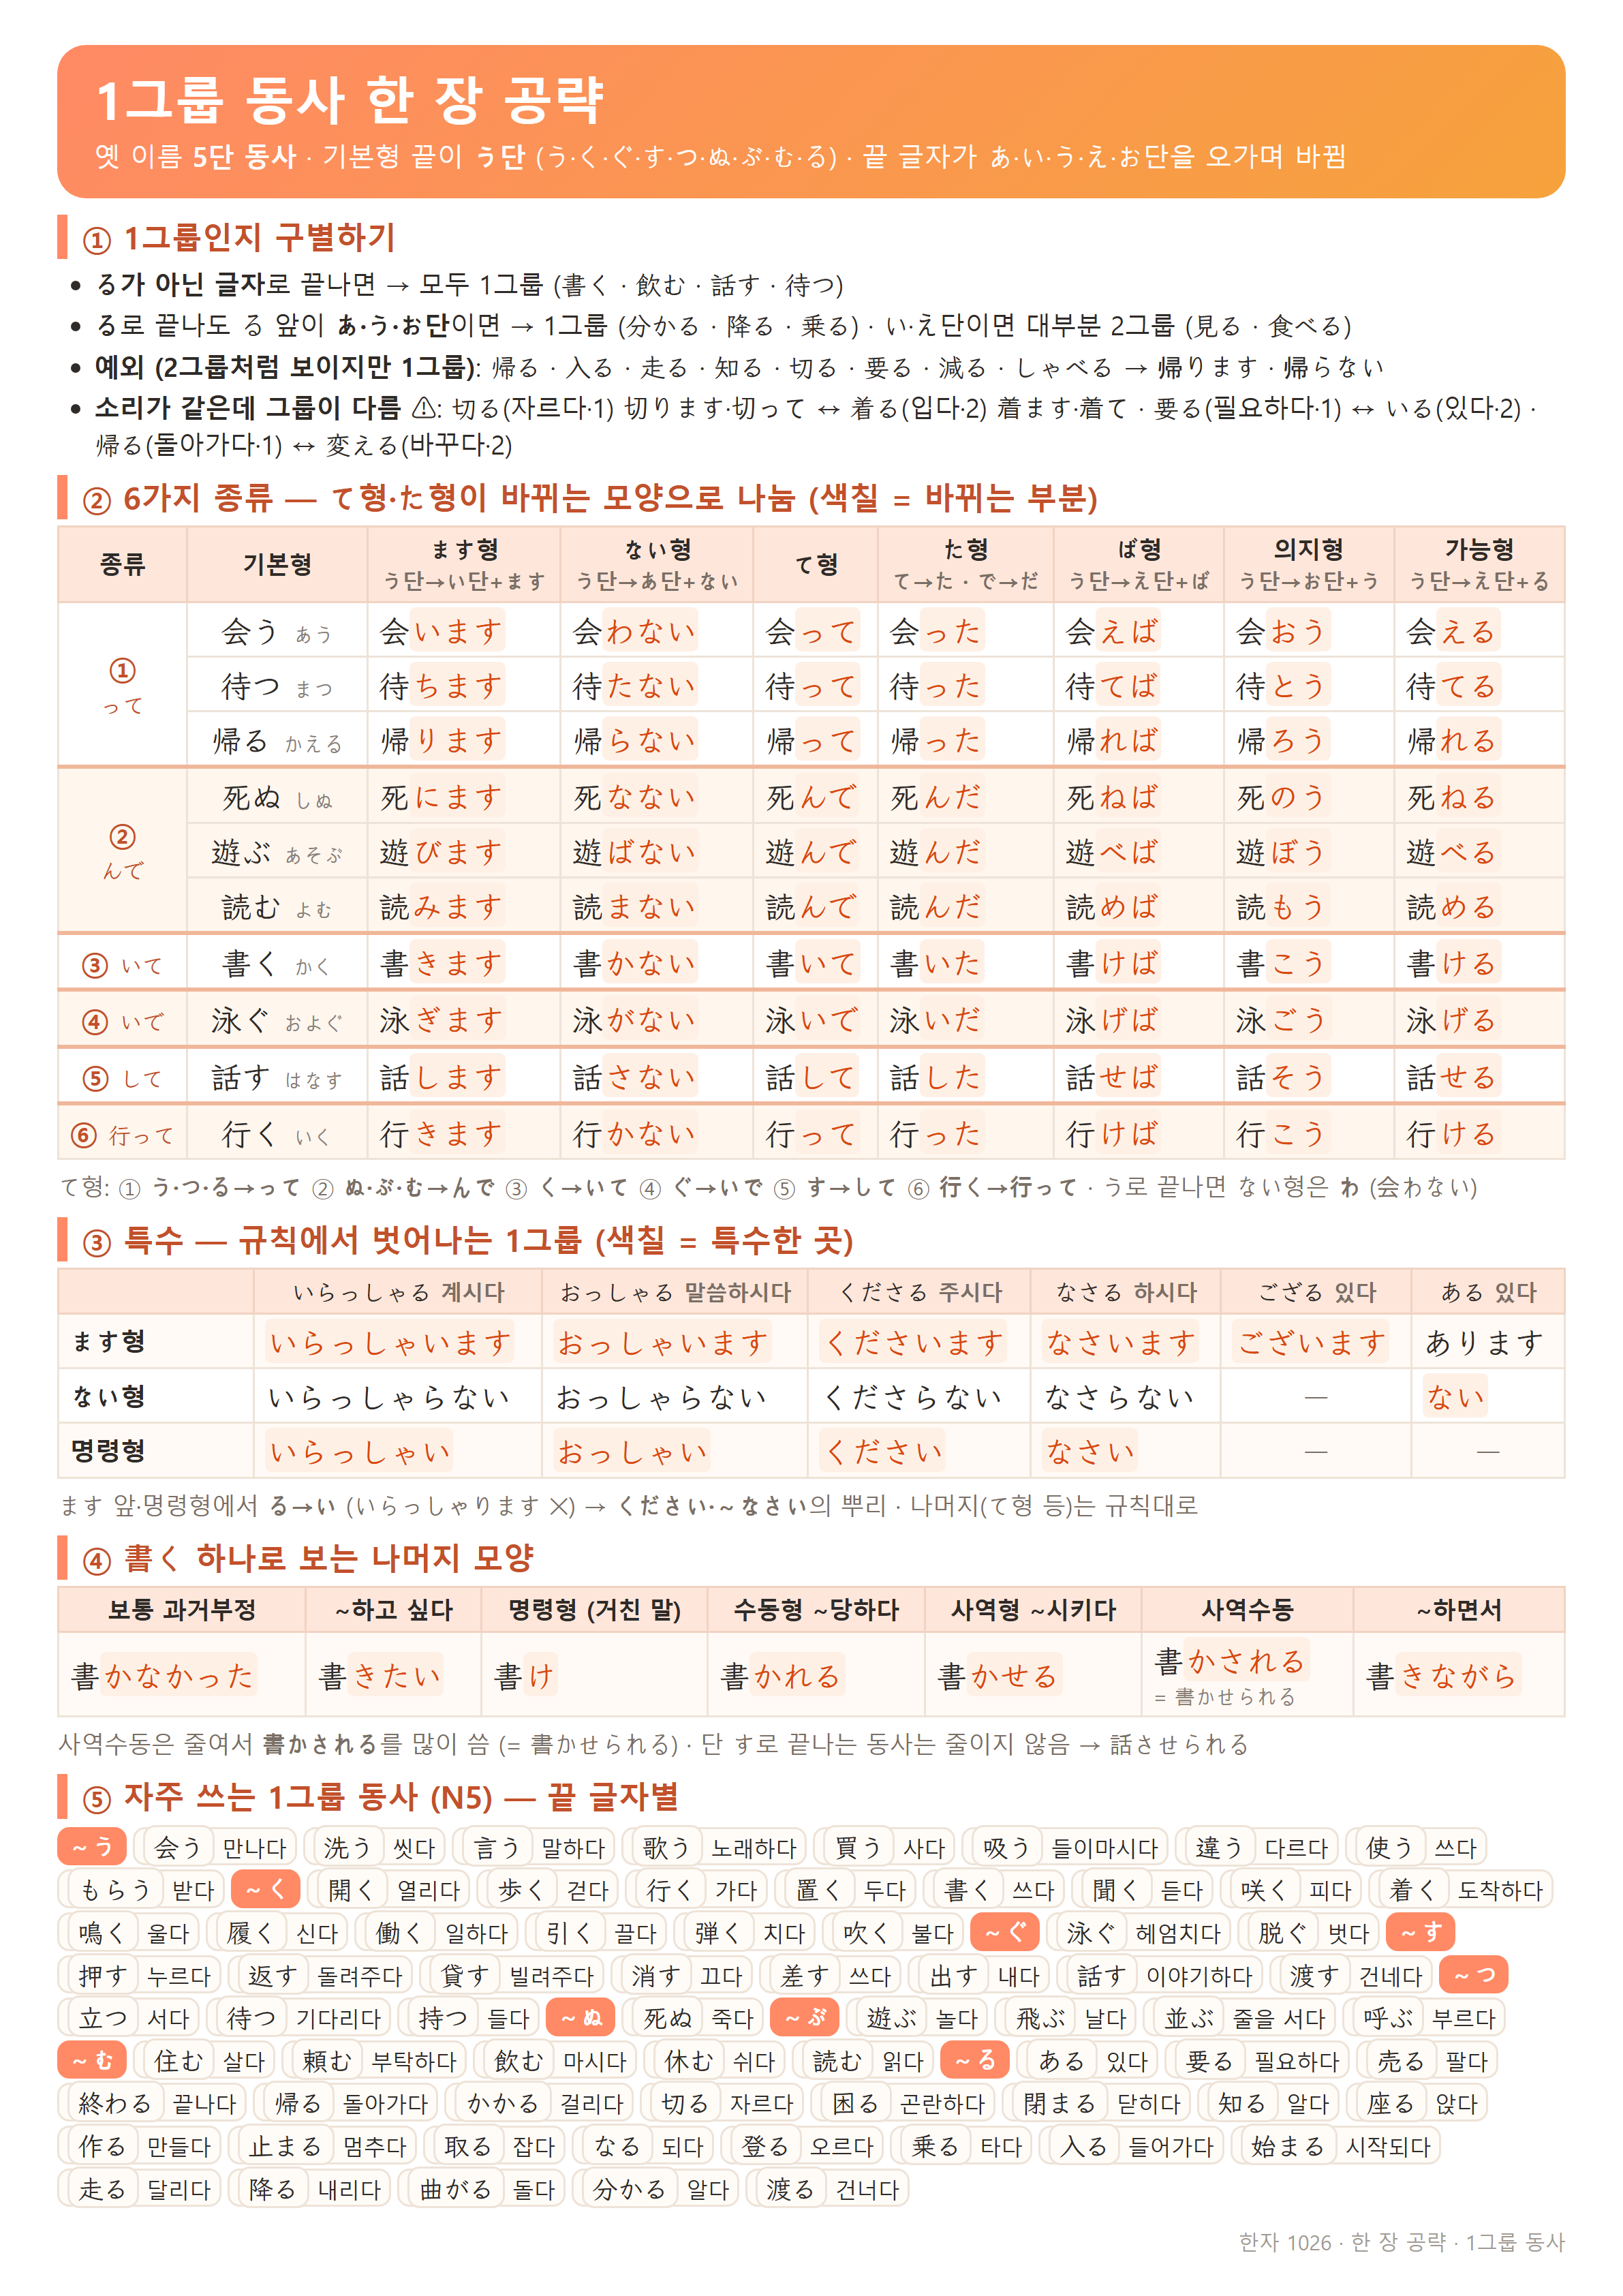 1그룹 동사 한 장 공략
옛 이름 5단 동사 · 기본형 끝이 う단 (う·く·ぐ·す·つ·ぬ·ぶ·む·る) · 끝 글자가 あ·い·う·え·お단을 오가며 바뀜
① 1그룹인지 구별하기
• る가 아닌 글자로 끝나면 → 모두 1그룹 (書く · 飲む · 話す · 待つ)
• る로 끝나도 る 앞이 あ·う·お단이면 → 1그룹 (分かる · 降る · 乗る) · い·え단이면 대부분 2그룹 (見る · 食べる)
• 예외 (2그룹처럼 보이지만 1그룹): 帰る · 入る · 走る · 知る · 切る · 要る · 減る · しゃべる → 帰ります · 帰らない
• 소리가 같은데 그룹이 다름 ⚠: 切る(자르다·1) 切ります·切って ↔ 着る(입다·2) 着ます·着て · 要る(필요하다·1) ↔ いる(있다·2) ·
帰る(돌아가다·1) ↔ 変える(바꾸다·2)
② 6가지 종류 — て형·た형이 바뀌는 모양으로 나눔 (색칠 = 바뀌는 부분)
종류 기본형 ます형 ない형 て형 た형 ば형 의지형 가능형
う단→い단+ます う단→あ단+ない て→た · で→だ う단→え단+ば う단→お단+う う단→え단+る
① って 会う あう 会います 会わない 会って 会った 会えば 会おう 会える
待つ まつ 待ちます 待たない 待って 待った 待てば 待とう 待てる
帰る かえる 帰ります 帰らない 帰って 帰った 帰れば 帰ろう 帰れる
② んで 死ぬ しぬ 死にます 死なない 死んで 死んだ 死ねば 死のう 死ねる
遊ぶ あそぶ 遊びます 遊ばない 遊んで 遊んだ 遊べば 遊ぼう 遊べる
読む よむ 読みます 読まない 読んで 読んだ 読めば 読もう 読める
③ いて 書く かく 書きます 書かない 書いて 書いた 書けば 書こう 書ける
④ いで 泳ぐ およぐ 泳ぎます 泳がない 泳いで 泳いだ 泳げば 泳ごう 泳げる
⑤ して 話す はなす 話します 話さない 話して 話した 話せば 話そう 話せる
⑥ 行って 行く いく 行きます 行かない 行って 行った 行けば 行こう 行ける
て형: ① う·つ·る→って ② ぬ·ぶ·む→んで ③ く→いて ④ ぐ→いで ⑤ す→して ⑥ 行く→行って · う로 끝나면 ない형은 わ (会わない)
③ 특수 — 규칙에서 벗어나는 1그룹 (색칠 = 특수한 곳)
いらっしゃる 계시다 おっしゃる 말씀하시다 くださる 주시다 なさる 하시다 ござる 있다 ある 있다
ます형 いらっしゃいます おっしゃいます くださいます なさいます ございます あります
ない형 いらっしゃらない おっしゃらない くださらない なさらない — ない
명령형 いらっしゃい おっしゃい ください なさい — —
ます 앞·명령형에서 る→い (いらっしゃります ×) → ください·~なさい의 뿌리 · 나머지(て형 등)는 규칙대로
④ 書く 하나로 보는 나머지 모양
보통 과거부정 ~하고 싶다 명령형 (거친 말) 수동형 ~당하다 사역형 ~시키다 사역수동 ~하면서
書かなかった 書きたい 書け 書かれる 書かせる 書かされる 書きながら
= 書かせられる
사역수동은 줄여서 書かされる를 많이 씀 (= 書かせられる) · 단 す로 끝나는 동사는 줄이지 않음 → 話させられる
⑤ 자주 쓰는 1그룹 동사 (N5) — 끝 글자별
~う 会う 만나다 洗う 씻다 言う 말하다 歌う 노래하다 買う 사다 吸う 들이마시다 違う 다르다 使う 쓰다
もらう 받다 ~く 開く 열리다 歩く 걷다 行く 가다 置く 두다 書く 쓰다 聞く 듣다 咲く 피다 着く 도착하다
鳴く 울다 履く 신다 働く 일하다 引く 끌다 弾く 치다 吹く 불다 ~ぐ 泳ぐ 헤엄치다 脱ぐ 벗다 ~す
押す 누르다 返す 돌려주다 貸す 빌려주다 消す 끄다 差す 쓰다 出す 내다 話す 이야기하다 渡す 건네다 ~つ
立つ 서다 待つ 기다리다 持つ 들다 ~ぬ 死ぬ 죽다 ~ぶ 遊ぶ 놀다 飛ぶ 날다 並ぶ 줄을 서다 呼ぶ 부르다
~む 住む 살다 頼む 부탁하다 飲む 마시다 休む 쉬다 読む 읽다 ~る ある 있다 要る 필요하다 売る 팔다
終わる 끝나다 帰る 돌아가다 かかる 걸리다 切る 자르다 困る 곤란하다 閉まる 닫히다 知る 알다 座る 앉다
作る 만들다 止まる 멈추다 取る 잡다 なる 되다 登る 오르다 乗る 타다 入る 들어가다 始まる 시작되다
走る 달리다 降る 내리다 曲がる 돌다 分かる 알다 渡る 건너다
한자 1026 · 한 장 공략 · 1그룹 동사